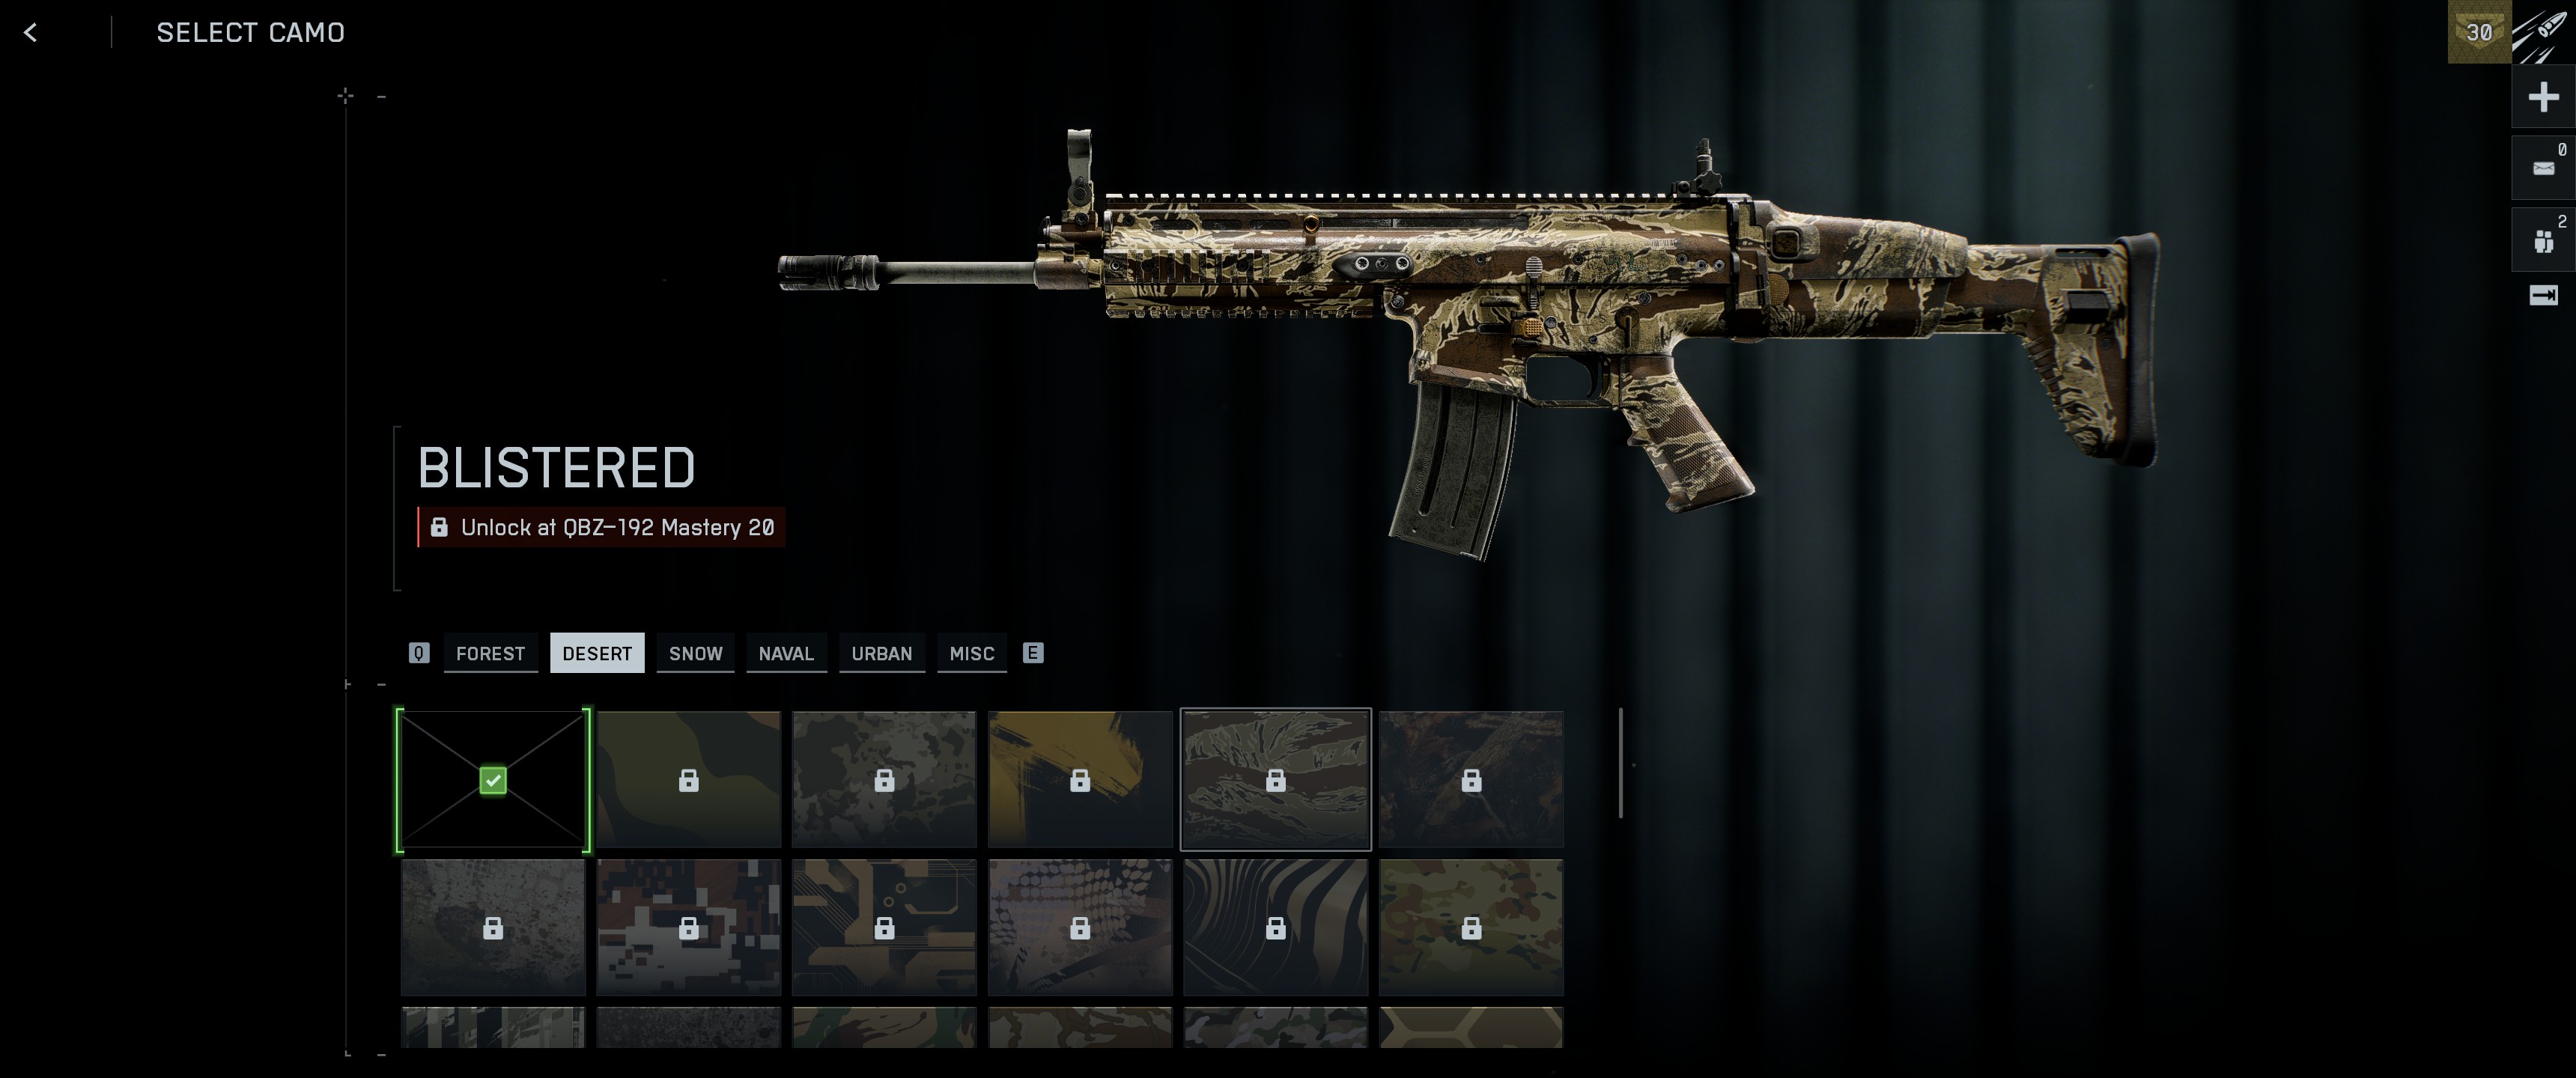 SELECT CAMO
30
0
2
BLISTERED
Unlock at QBZ-192 Mastery 20
Q FOREST DESERT SNOW NAVAL URBAN MISC E